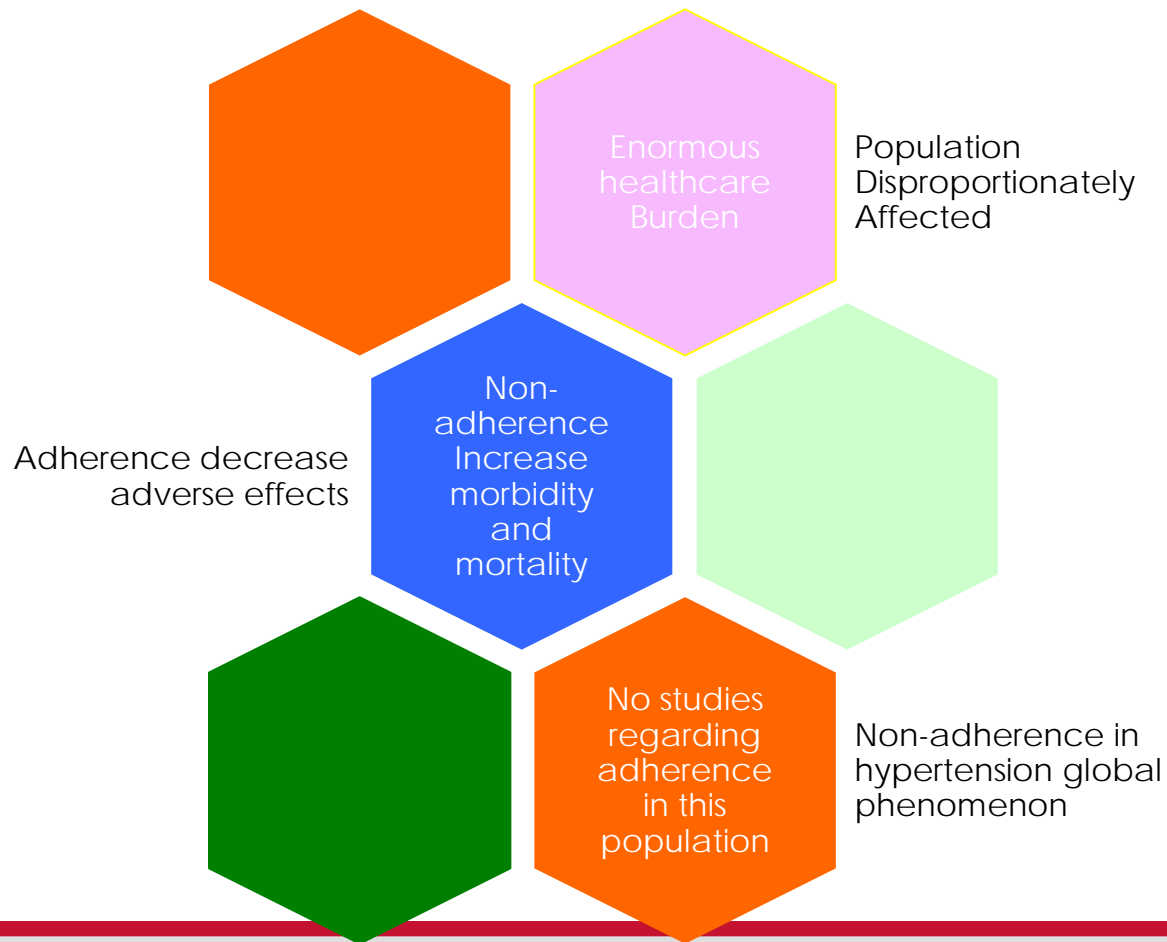 Enormous
healthcare
Burden
Population
Disproportionately
Affected
Adherence decrease
adverse effects
Non-
adherence
Increase
morbidity
and
mortality
No studies
regarding
adherence
in this
population
Non-adherence in
hypertension global
phenomenon